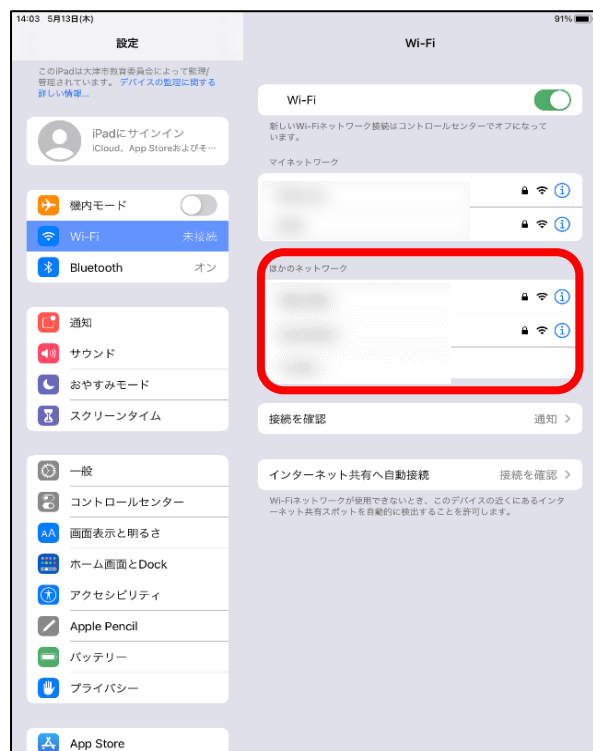 14:03 5月13日(木)
91%
設定
Wi-Fi
このiPadは大津市教育委員会によって監理/
管理されています。デバイスの監理に関する
詳しい情報...
iPadにサインイン
iCloud、App Storeおよびそ…
機内モード
Wi-Fi 未接続
Bluetooth オン
通知
サウンド
おやすみモード
スクリーンタイム
一般
コントロールセンター
AA 画面表示と明るさ
ホーム画面とDock
アクセシビリティ
Apple Pencil
バッテリー
プライバシー
App Store
Wi-Fi
新しいWi-Fiネットワーク接続はコントロールセンターでオフになって
います。
マイネットワーク
ほかのネットワーク
接続を確認 通知
インターネット共有へ自動接続 接続を確認
Wi-Fiネットワークが使用できないとき、このデバイスの近くにあるインタ
ーネット共有スポットを自動的に検出することを許可します。